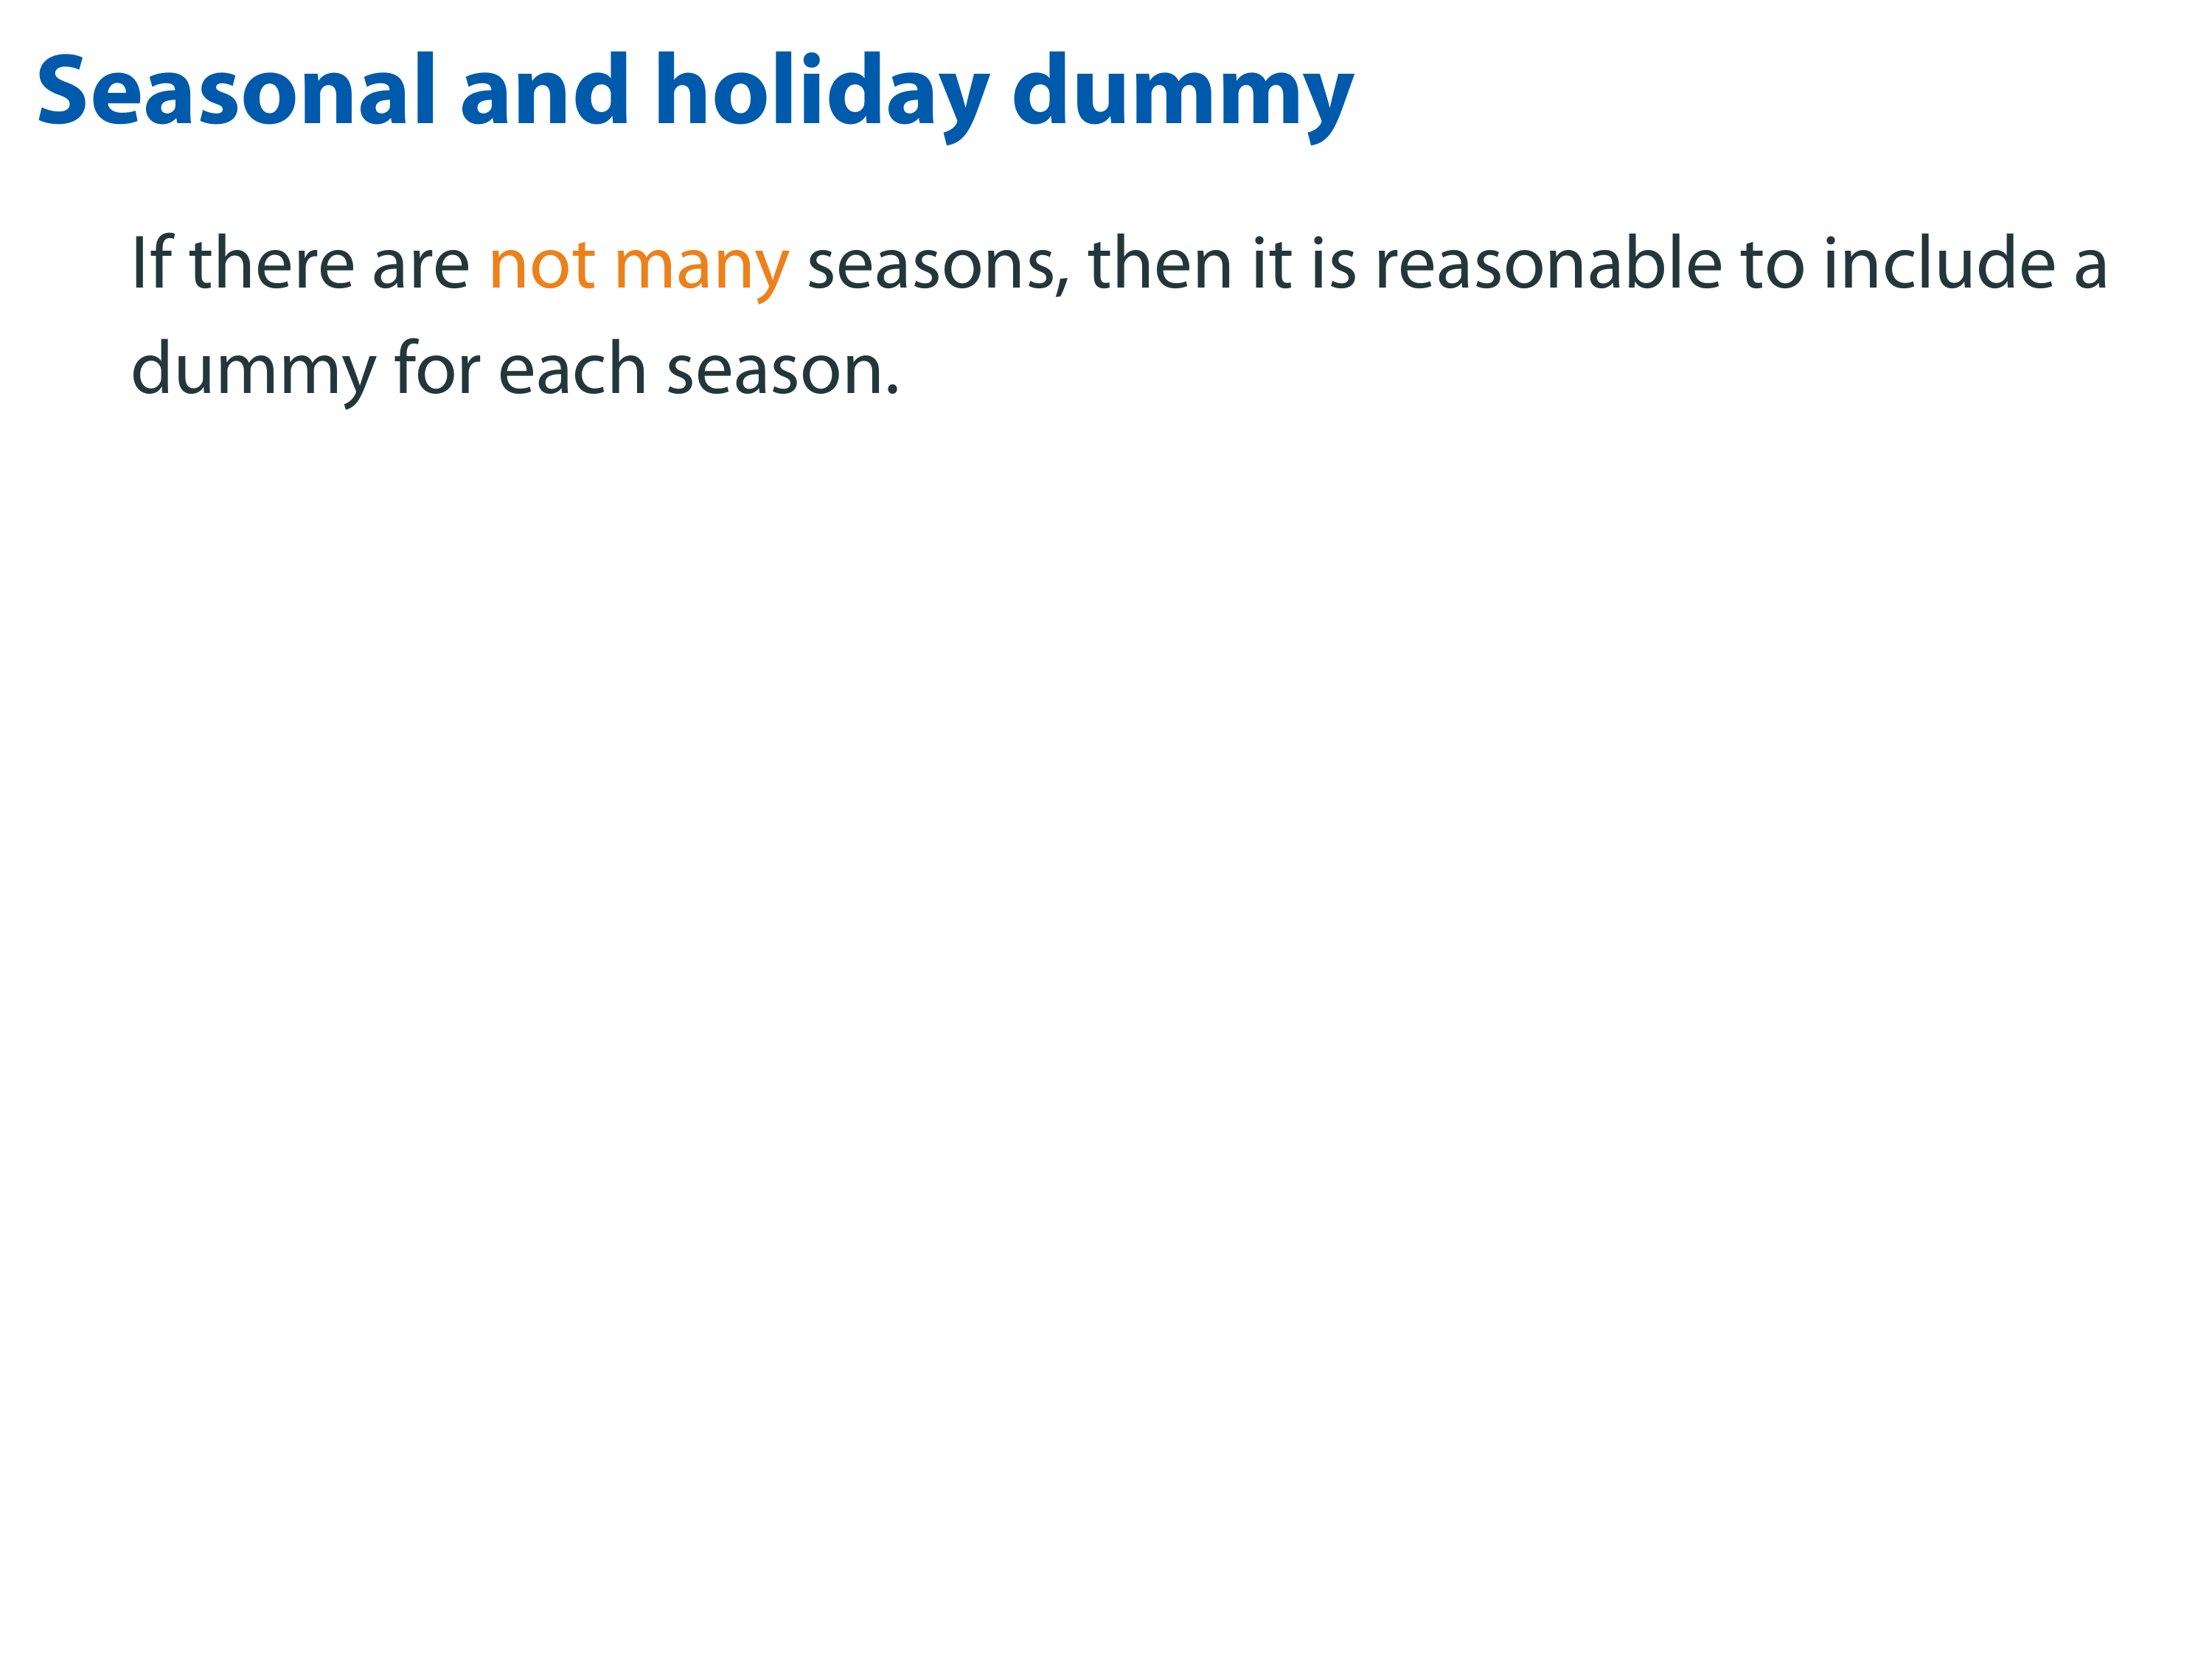 Seasonal and holiday dummy
If there are not many seasons, then it is reasonable to include a
dummy for each season.